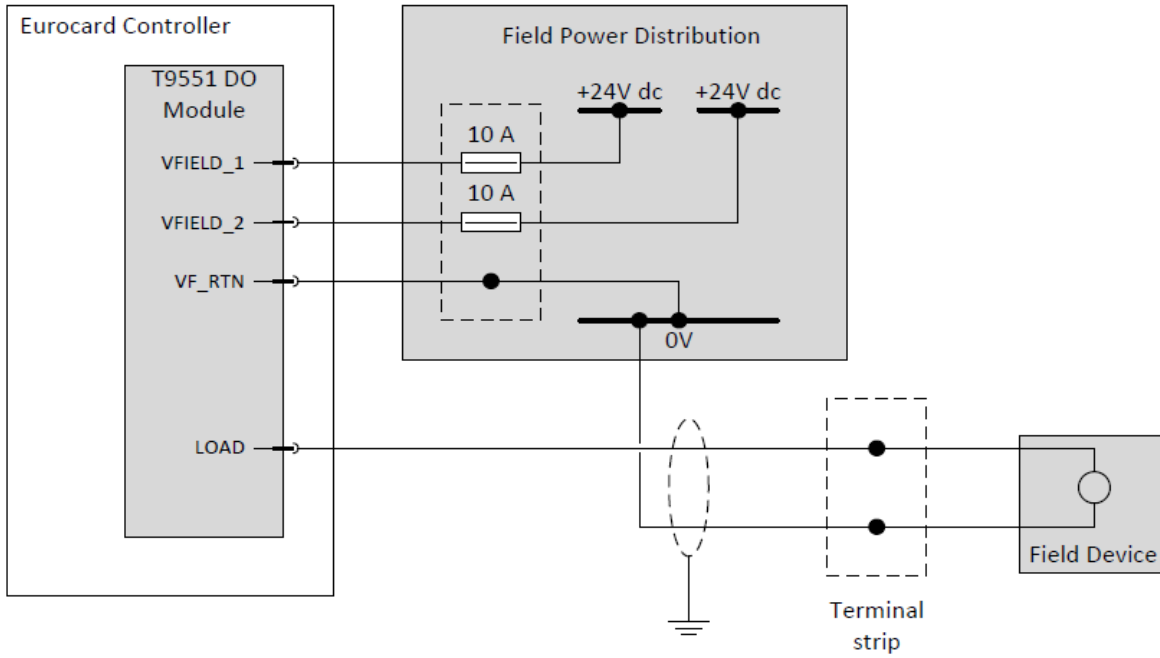 Eurocard Controller
T9551 DO
Module
VFIELD_1
VFIELD_2
VF_RTN
LOAD
Field Power Distribution
+24V dc
+24V dc
10 A
10 A
0V
Terminal
strip
Field Device